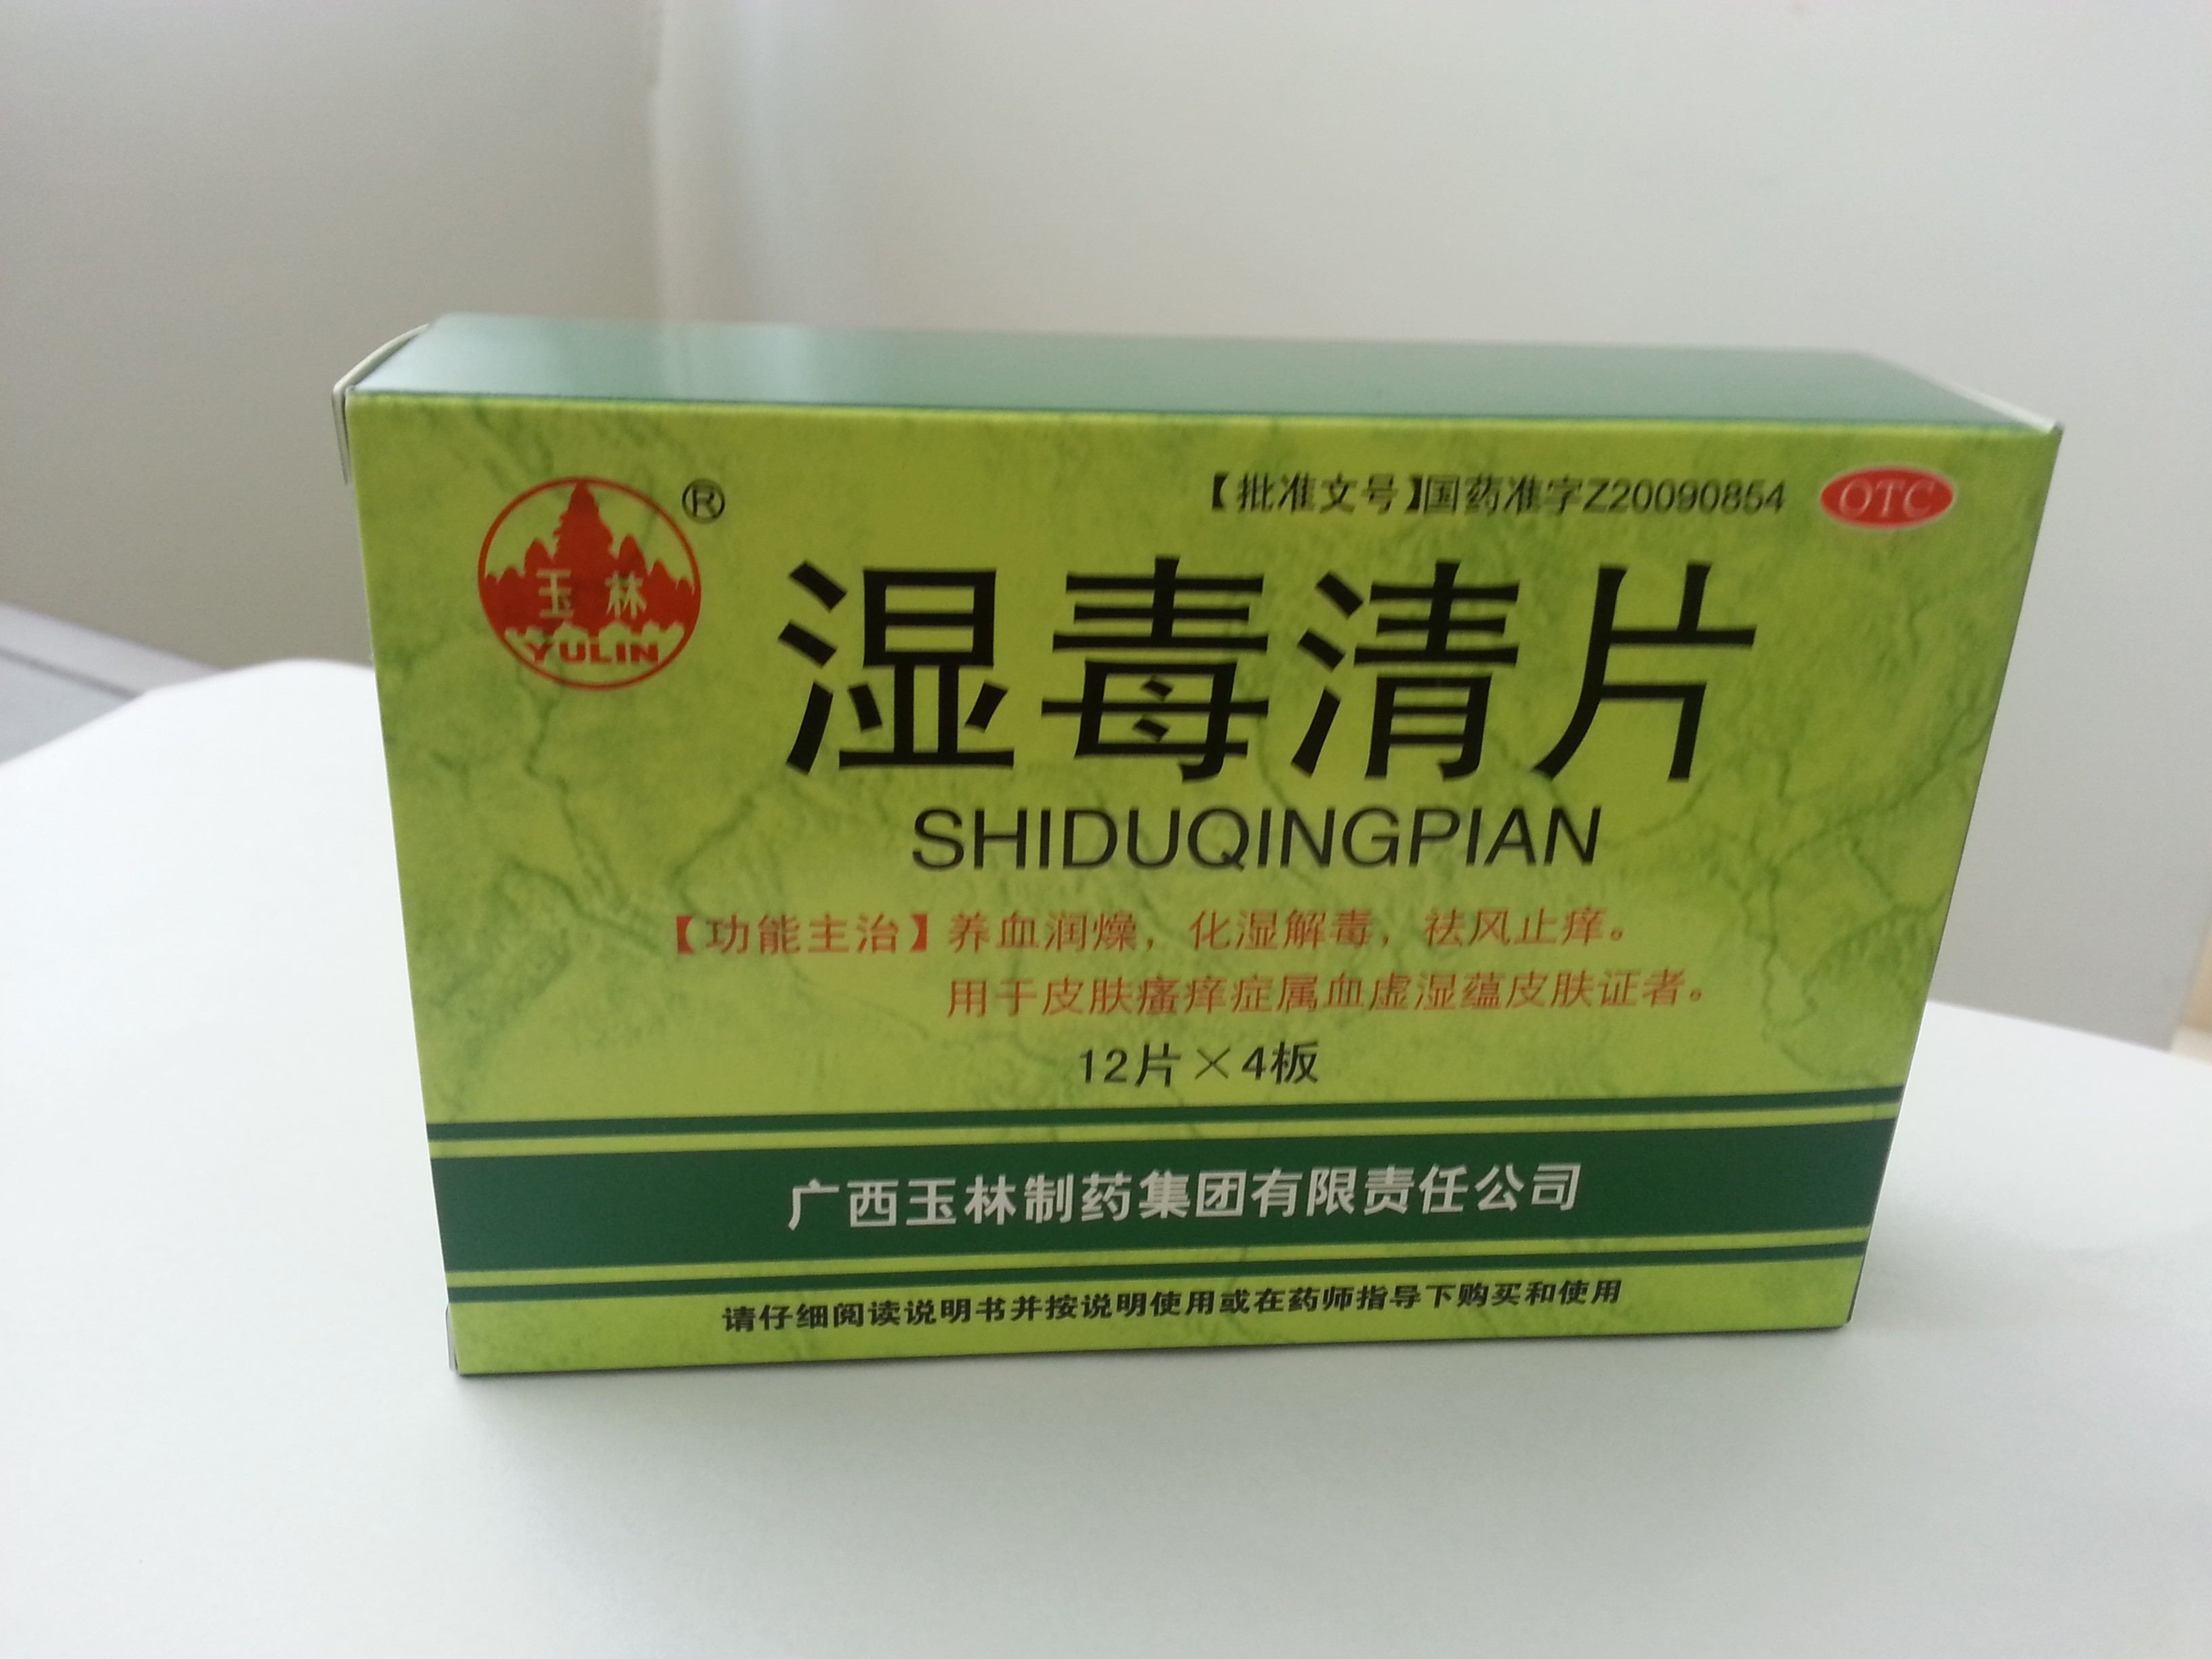 【批准文号】国药准字Z20090854 OTC
玉林
YULIN
®
湿毒清片
SHIDUQINGPIAN
【功能主治】养血润燥，化湿解毒，祛风止痒。
用于皮肤瘙痒症属血虚湿蕴皮肤证者。
12片×4板
广西玉林制药集团有限责任公司
请仔细阅读说明书并按说明使用或在药师指导下购买和使用